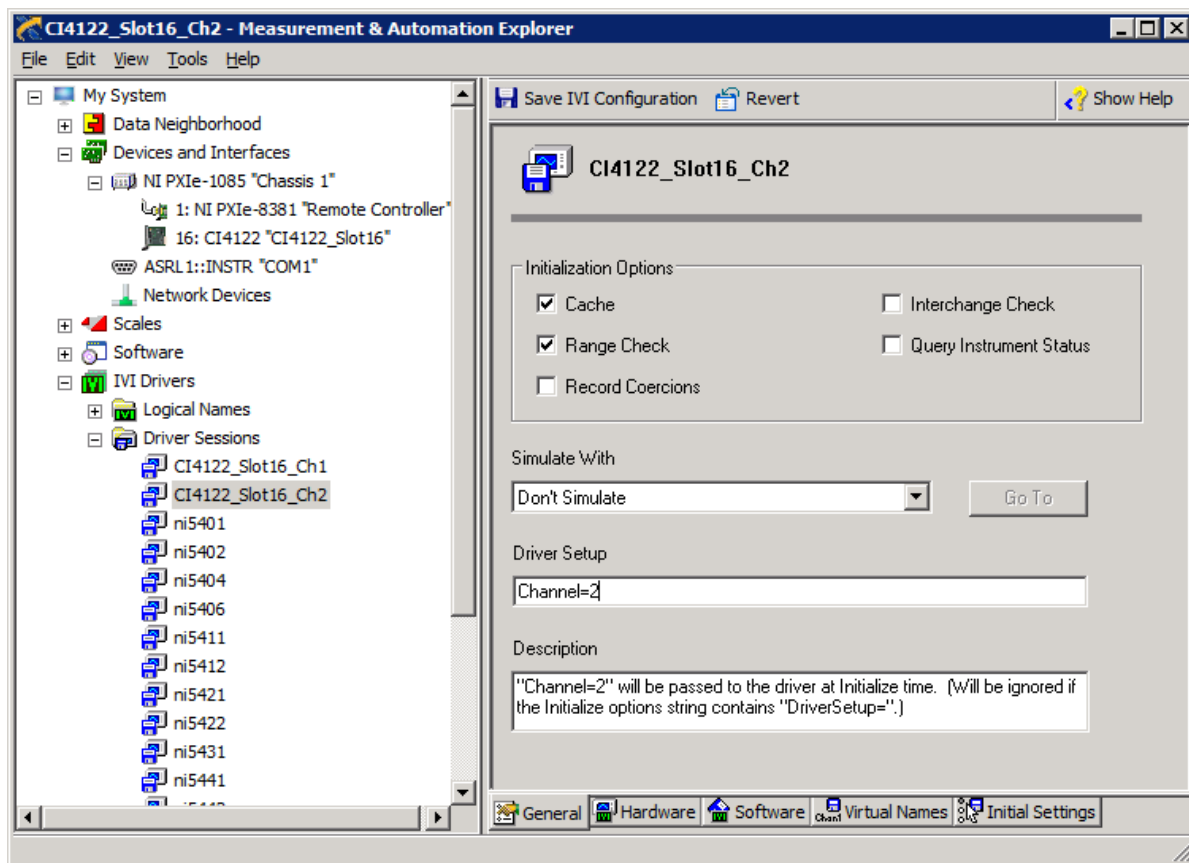 CI4122_Slot16_Ch2 - Measurement & Automation Explorer
File Edit View Tools Help
My System
Data Neighborhood
Devices and Interfaces
NI PXIe-1085 "Chassis 1"
1: NI PXIe-8381 "Remote Controller"
16: CI4122 "CI4122_Slot16"
ASRL1::INSTR "COM1"
Network Devices
Scales
Software
IVI Drivers
Logical Names
Driver Sessions
CI4122_Slot16_Ch1
CI4122_Slot16_Ch2
ni5401
ni5402
ni5404
ni5406
ni5411
ni5412
ni5421
ni5422
ni5431
ni5441
Save IVI Configuration Revert Show Help
CI4122_Slot16_Ch2
Initialization Options
Cache Interchange Check
Range Check Query Instrument Status
Record Coercions
Simulate With
Don't Simulate Go To
Driver Setup
Channel=2
Description
"Channel=2" will be passed to the driver at Initialize time. (Will be ignored if
the Initialize options string contains "DriverSetup=".)
General Hardware Software Virtual Names Initial Settings